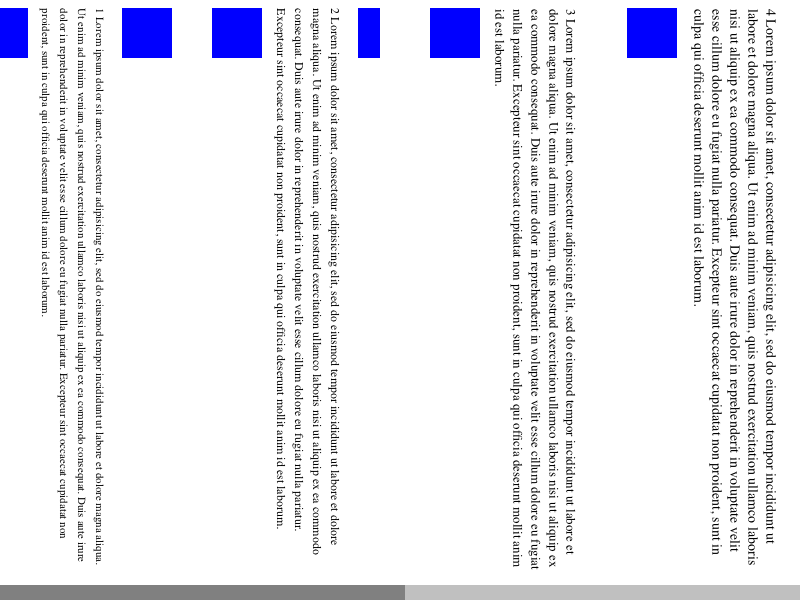 4 Lorem ipsum dolor sit amet, consectetur adipisicing elit, sed do eiusmod tempor incididunt ut
labore et dolore magna aliqua. Ut enim ad minim veniam, quis nostrud exercitation ullamco laboris
nisi ut aliquip ex ea commodo consequat. Duis aute irure dolor in reprehenderit in voluptate velit
esse cillum dolore eu fugiat nulla pariatur. Excepteur sint occaecat cupidatat non proident, sunt in
culpa qui officia deserunt mollit anim id est laborum.
3 Lorem ipsum dolor sit amet, consectetur adipisicing elit, sed do eiusmod tempor incididunt ut labore et
dolore magna aliqua. Ut enim ad minim veniam, quis nostrud exercitation ullamco laboris nisi ut aliquip ex
ea commodo consequat. Duis aute irure dolor in reprehenderit in voluptate velit esse cillum dolore eu fugiat
nulla pariatur. Excepteur sint occaecat cupidatat non proident, sunt in culpa qui officia deserunt mollit anim
id est laborum.
2 Lorem ipsum dolor sit amet, consectetur adipisicing elit, sed do eiusmod tempor incididunt ut labore et dolore
magna aliqua. Ut enim ad minim veniam, quis nostrud exercitation ullamco laboris nisi ut aliquip ex ea commodo
consequat. Duis aute irure dolor in reprehenderit in voluptate velit esse cillum dolore eu fugiat nulla pariatur.
Excepteur sint occaecat cupidatat non proident, sunt in culpa qui officia deserunt mollit anim id est laborum.
1 Lorem ipsum dolor sit amet, consectetur adipisicing elit, sed do eiusmod tempor incididunt ut labore et dolore magna aliqua.
Ut enim ad minim veniam, quis nostrud exercitation ullamco laboris nisi ut aliquip ex ea commodo consequat. Duis aute irure
dolor in reprehenderit in voluptate velit esse cillum dolore eu fugiat nulla pariatur. Excepteur sint occaecat cupidatat non
proident, sunt in culpa qui officia deserunt mollit anim id est laborum.